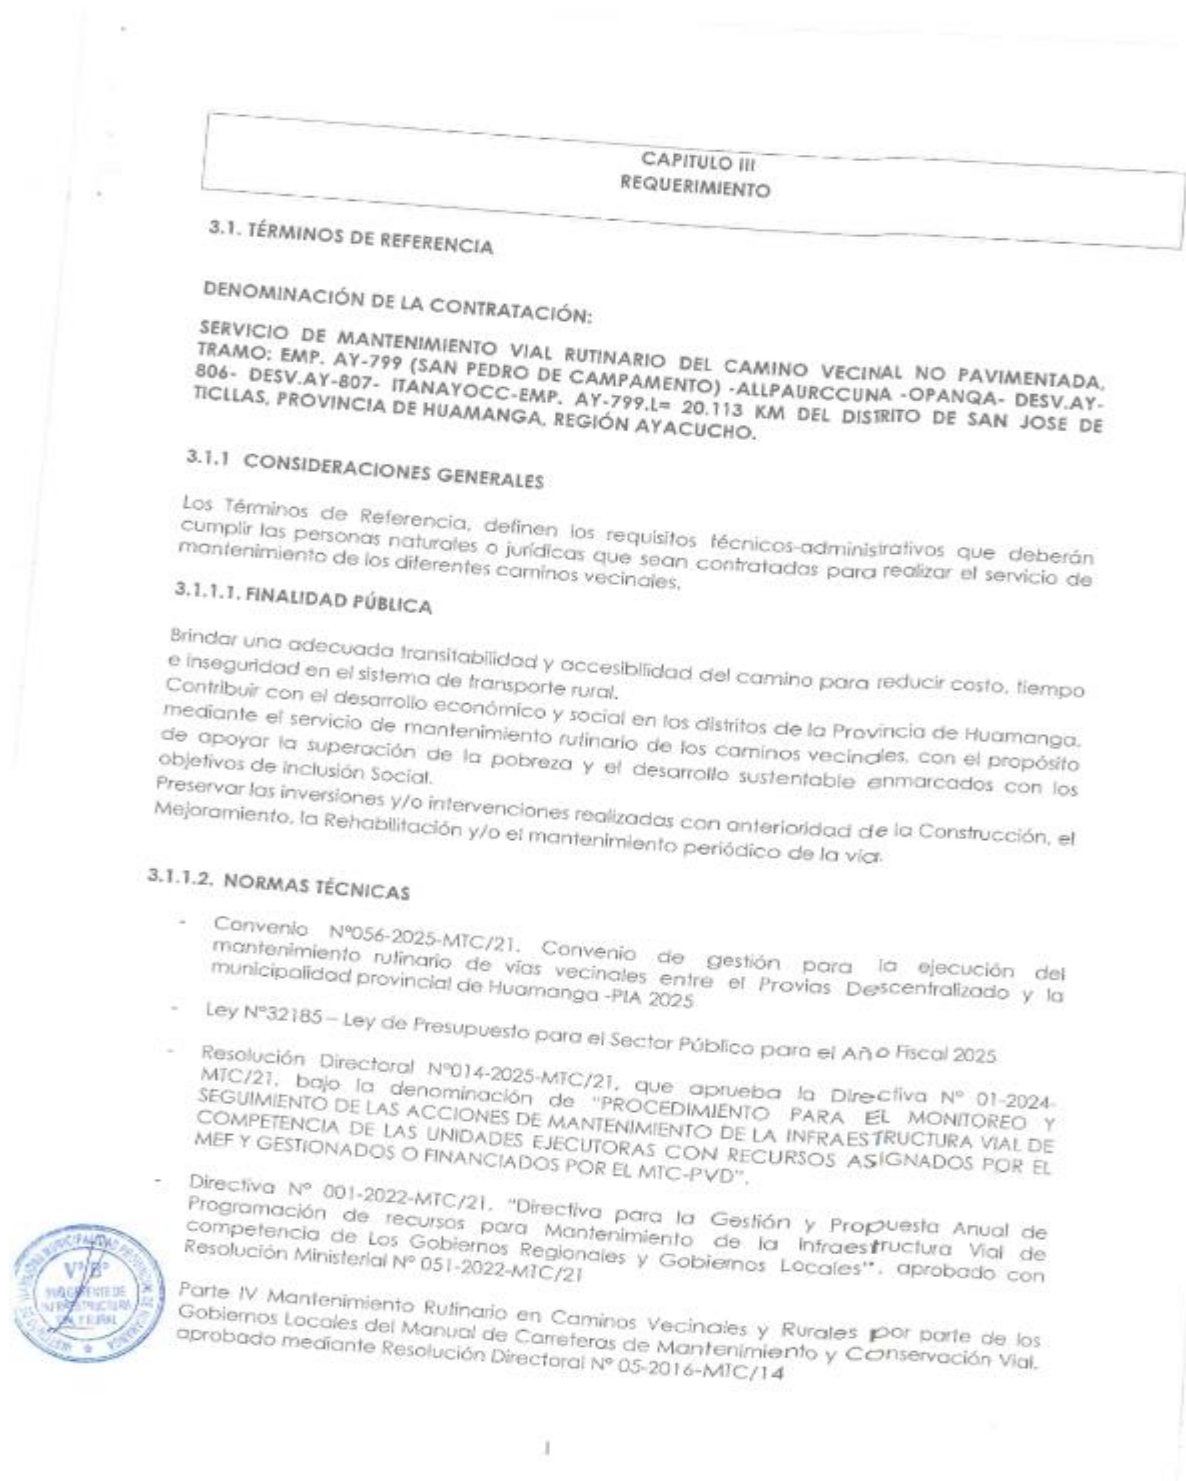 CAPITULO III
REQUERIMIENTO
3.1. TÉRMINOS DE REFERENCIA
DENOMINACIÓN DE LA CONTRATACIÓN:
SERVICIO DE MANTENIMIENTO VIAL RUTINARIO DEL CAMINO VECINAL NO PAVIMENTADA,
TRAMO: EMP. AY-799 (SAN PEDRO DE CAMPAMENTO) -ALLPAURCCUNA -OPANQA- DESV.AY-
806- DESV.AY-807- ITANAYOCC-EMP. AY-799.L= 20.113 KM DEL DISTRITO DE SAN JOSE DE
TICLLAS, PROVINCIA DE HUAMANGA, REGIÓN AYACUCHO.
3.1.1 CONSIDERACIONES GENERALES
Los Términos de Referencia, definen los requisitos técnicos-administrativos que deberán
cumplir las personas naturales o jurídicas que sean contratadas para realizar el servicio de
mantenimiento de los diferentes caminos vecinales.
3.1.1.1. FINALIDAD PÚBLICA
Brindar una adecuada transitabilidad y accesibilidad del camino para reducir costo, tiempo
e inseguridad en el sistema de transporte rural.
Contribuir con el desarrollo económico y social en los distritos de la Provincia de Huamanga,
mediante el servicio de mantenimiento rutinario de los caminos vecinales, con el propósito
de apoyar la superación de la pobreza y el desarrollo sustentable enmarcados con los
objetivos de inclusión Social.
Preservar las inversiones y/o intervenciones realizadas con anterioridad de la Construcción, el
Mejoramiento, la Rehabilitación y/o el mantenimiento periódico de la vía.
3.1.1.2. NORMAS TÉCNICAS
- Convenio Nº056-2025-MTC/21. Convenio de gestión para la ejecución del
mantenimiento rutinario de vías vecinales entre el Provias Descentralizado y la
municipalidad provincial de Huamanga -PIA 2025
- Ley Nº32185 – Ley de Presupuesto para el Sector Público para el Año Fiscal 2025
- Resolución Directoral Nº014-2025-MTC/21, que aprueba la Directiva Nº 01-2024-
MTC/21, bajo la denominación de "PROCEDIMIENTO PARA EL MONITOREO Y
SEGUIMIENTO DE LAS ACCIONES DE MANTENIMIENTO DE LA INFRAESTRUCTURA VIAL DE
COMPETENCIA DE LAS UNIDADES EJECUTORAS CON RECURSOS ASIGNADOS POR EL
MEF Y GESTIONADOS O FINANCIADOS POR EL MTC-PVD".
- Directiva Nº 001-2022-MTC/21, "Directiva para la Gestión y Propuesta Anual de
Programación de recursos para Mantenimiento de la Infraestructura Vial de
competencia de Los Gobiernos Regionales y Gobiernos Locales"", aprobado con
Resolución Ministerial Nº 051-2022-MTC/21
Parte IV Mantenimiento Rutinario en Caminos Vecinales y Rurales por parte de los
Gobiernos Locales del Manual de Carreteras de Mantenimiento y Conservación Vial,
aprobado mediante Resolución Directoral Nº 05-2016-MTC/14
VºBº
SUBGERENTE DE
INFRAESTRUCTURA
VIAL Y RURAL
1